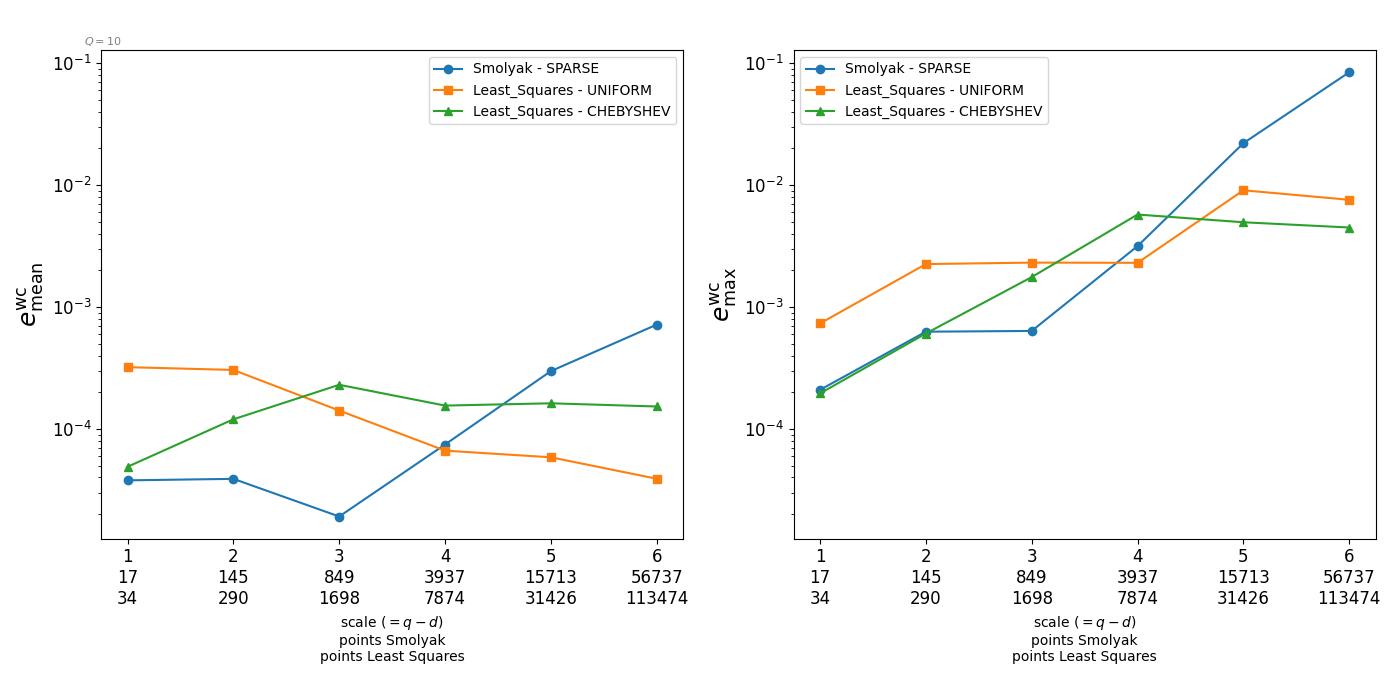 Q = 10
10⁻¹
10⁻²
10⁻³
10⁻⁴
e^wc_mean
Smolyak - SPARSE
Least_Squares - UNIFORM
Least_Squares - CHEBYSHEV
1 2 3 4 5 6
17 145 849 3937 15713 56737
34 290 1698 7874 31426 113474
scale (= q − d)
points Smolyak
points Least Squares
10⁻¹
10⁻²
10⁻³
10⁻⁴
e^wc_max
Smolyak - SPARSE
Least_Squares - UNIFORM
Least_Squares - CHEBYSHEV
1 2 3 4 5 6
17 145 849 3937 15713 56737
34 290 1698 7874 31426 113474
scale (= q − d)
points Smolyak
points Least Squares